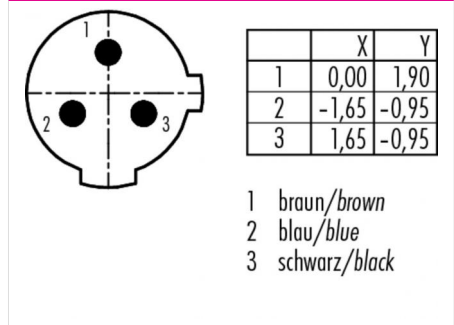 1
2 3
X Y
1 0,00 1,90
2 -1,65 -0,95
3 1,65 -0,95
1 braun/brown
2 blau/blue
3 schwarz/black